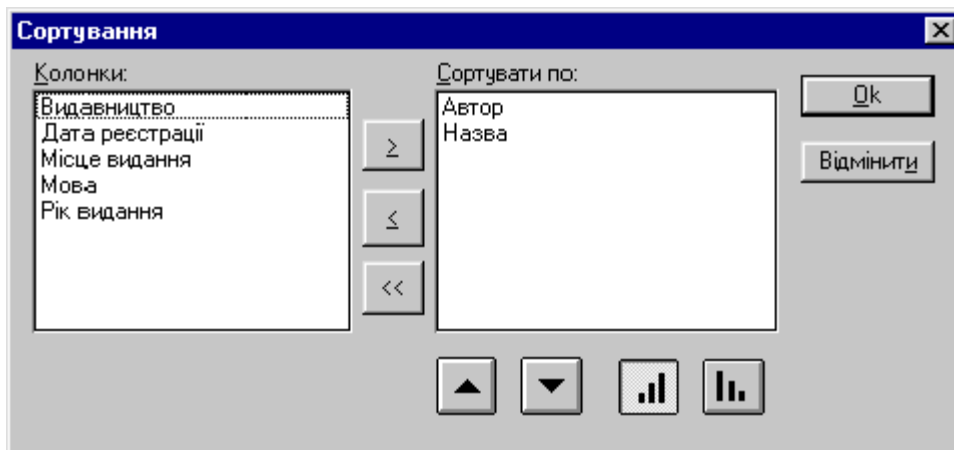 Сортування
Колонки:
Видавництво
Дата реєстрації
Місце видання
Мова
Рік видання
>
<
<<
Сортувати по:
Автор
Назва
Ok
Відмінити